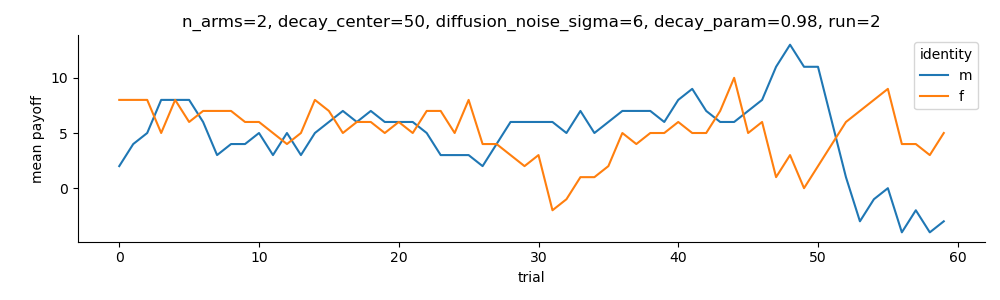 n_arms=2, decay_center=50, diffusion_noise_sigma=6, decay_param=0.98, run=2
mean payoff
10
5
0
identity
m
f
0 10 20 30 40 50 60
trial